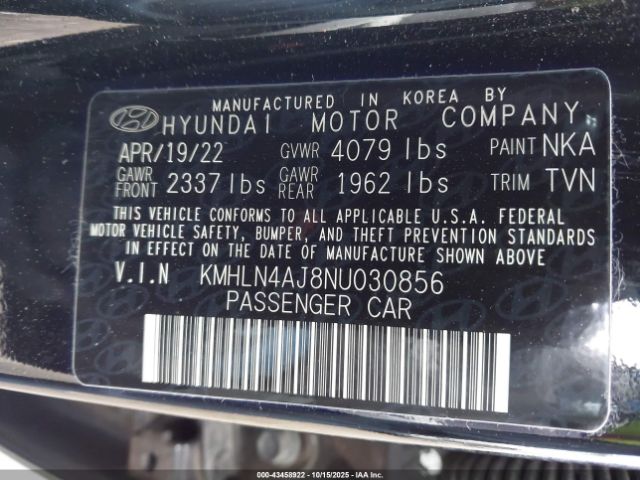 MANUFACTURED IN KOREA BY
HYUNDAI MOTOR COMPANY.
APR/19/22 GVWR 4079 lbs PAINT NKA
GAWR FRONT 2337 lbs GAWR REAR 1962 lbs TRIM TVN
THIS VEHICLE CONFORMS TO ALL APPLICABLE U.S.A. FEDERAL
MOTOR VEHICLE SAFETY, BUMPER, AND THEFT PREVENTION STANDARDS
IN EFFECT ON THE DATE OF MANUFACTURE SHOWN ABOVE
V.I.N KMHLN4AJ8NU030856
PASSENGER CAR
000-43458922 - 10/15/2025 - IAAI.com